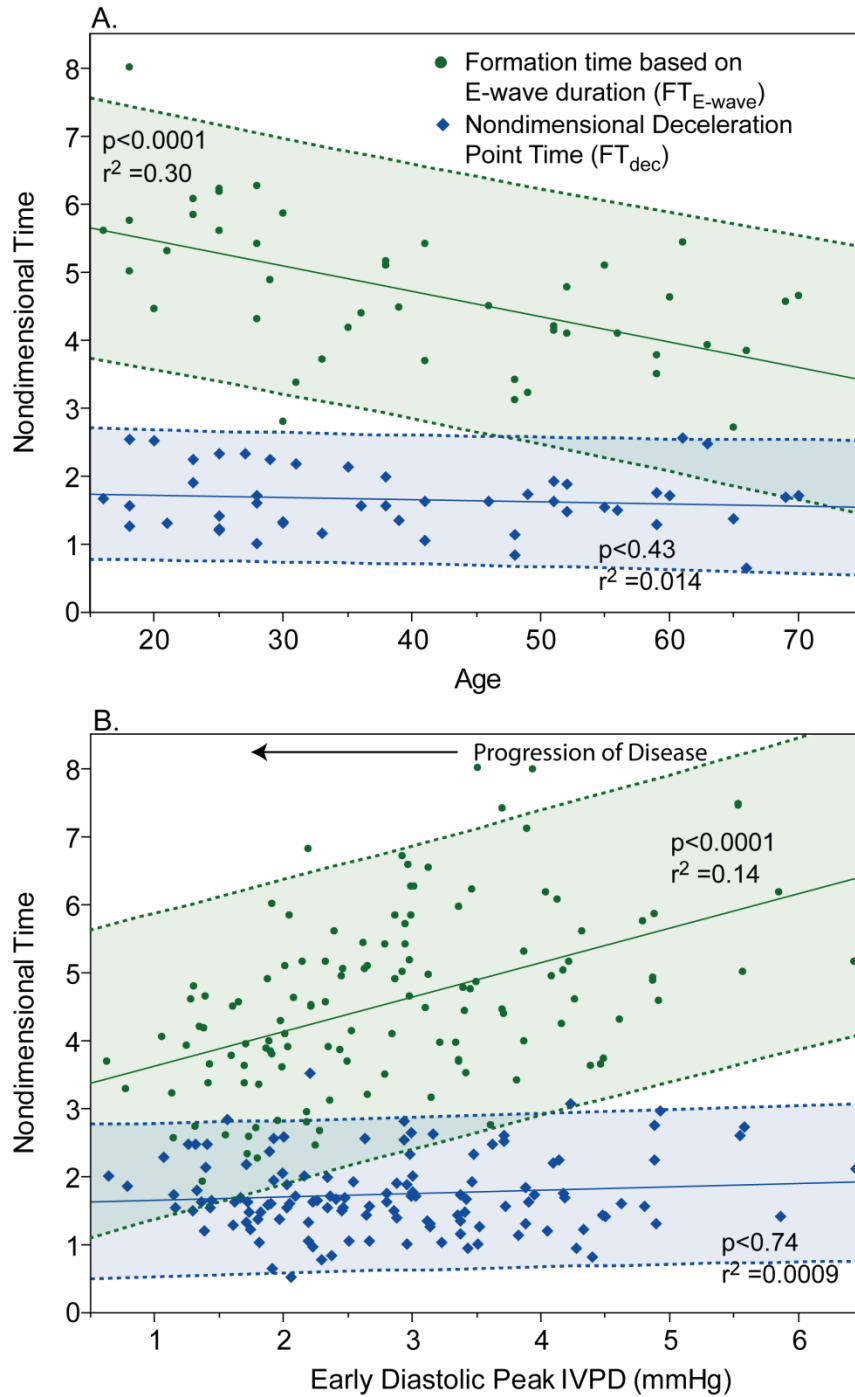 A.
Formation time based on
E-wave duration (FT_E-wave)
Nondimensional Deceleration
Point Time (FT_dec)
p<0.0001
r² =0.30
Nondimensional Time
8
7
6
5
4
3
2
1
0
p<0.43
r² =0.014
20 30 40 50 60 70
Age
B.
Progression of Disease
p<0.0001
r² =0.14
Nondimensional Time
8
7
6
5
4
3
2
1
0
p<0.74
r² =0.0009
1 2 3 4 5 6
Early Diastolic Peak IVPD (mmHg)